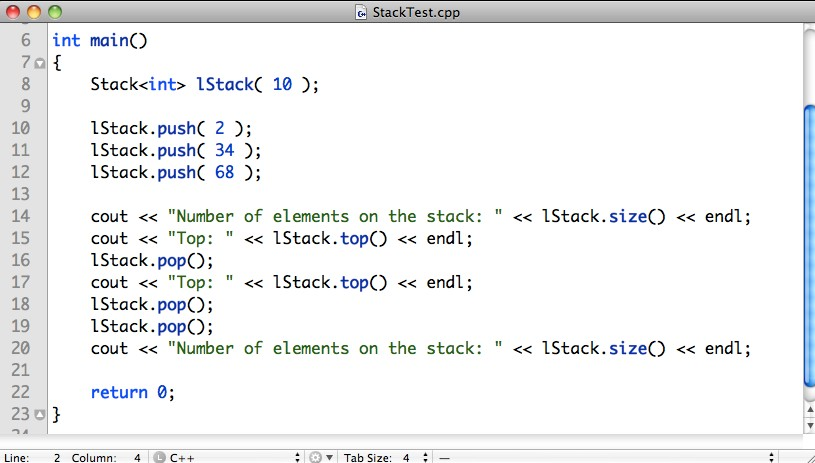 StackTest.cpp
6 int main()
7 {
8 Stack<int> lStack( 10 );
9
10 lStack.push( 2 );
11 lStack.push( 34 );
12 lStack.push( 68 );
13
14 cout << "Number of elements on the stack: " << lStack.size() << endl;
15 cout << "Top: " << lStack.top() << endl;
16 lStack.pop();
17 cout << "Top: " << lStack.top() << endl;
18 lStack.pop();
19 lStack.pop();
20 cout << "Number of elements on the stack: " << lStack.size() << endl;
21
22 return 0;
23 }
Line: 2 Column: 4 C++ Tab Size: 4 —